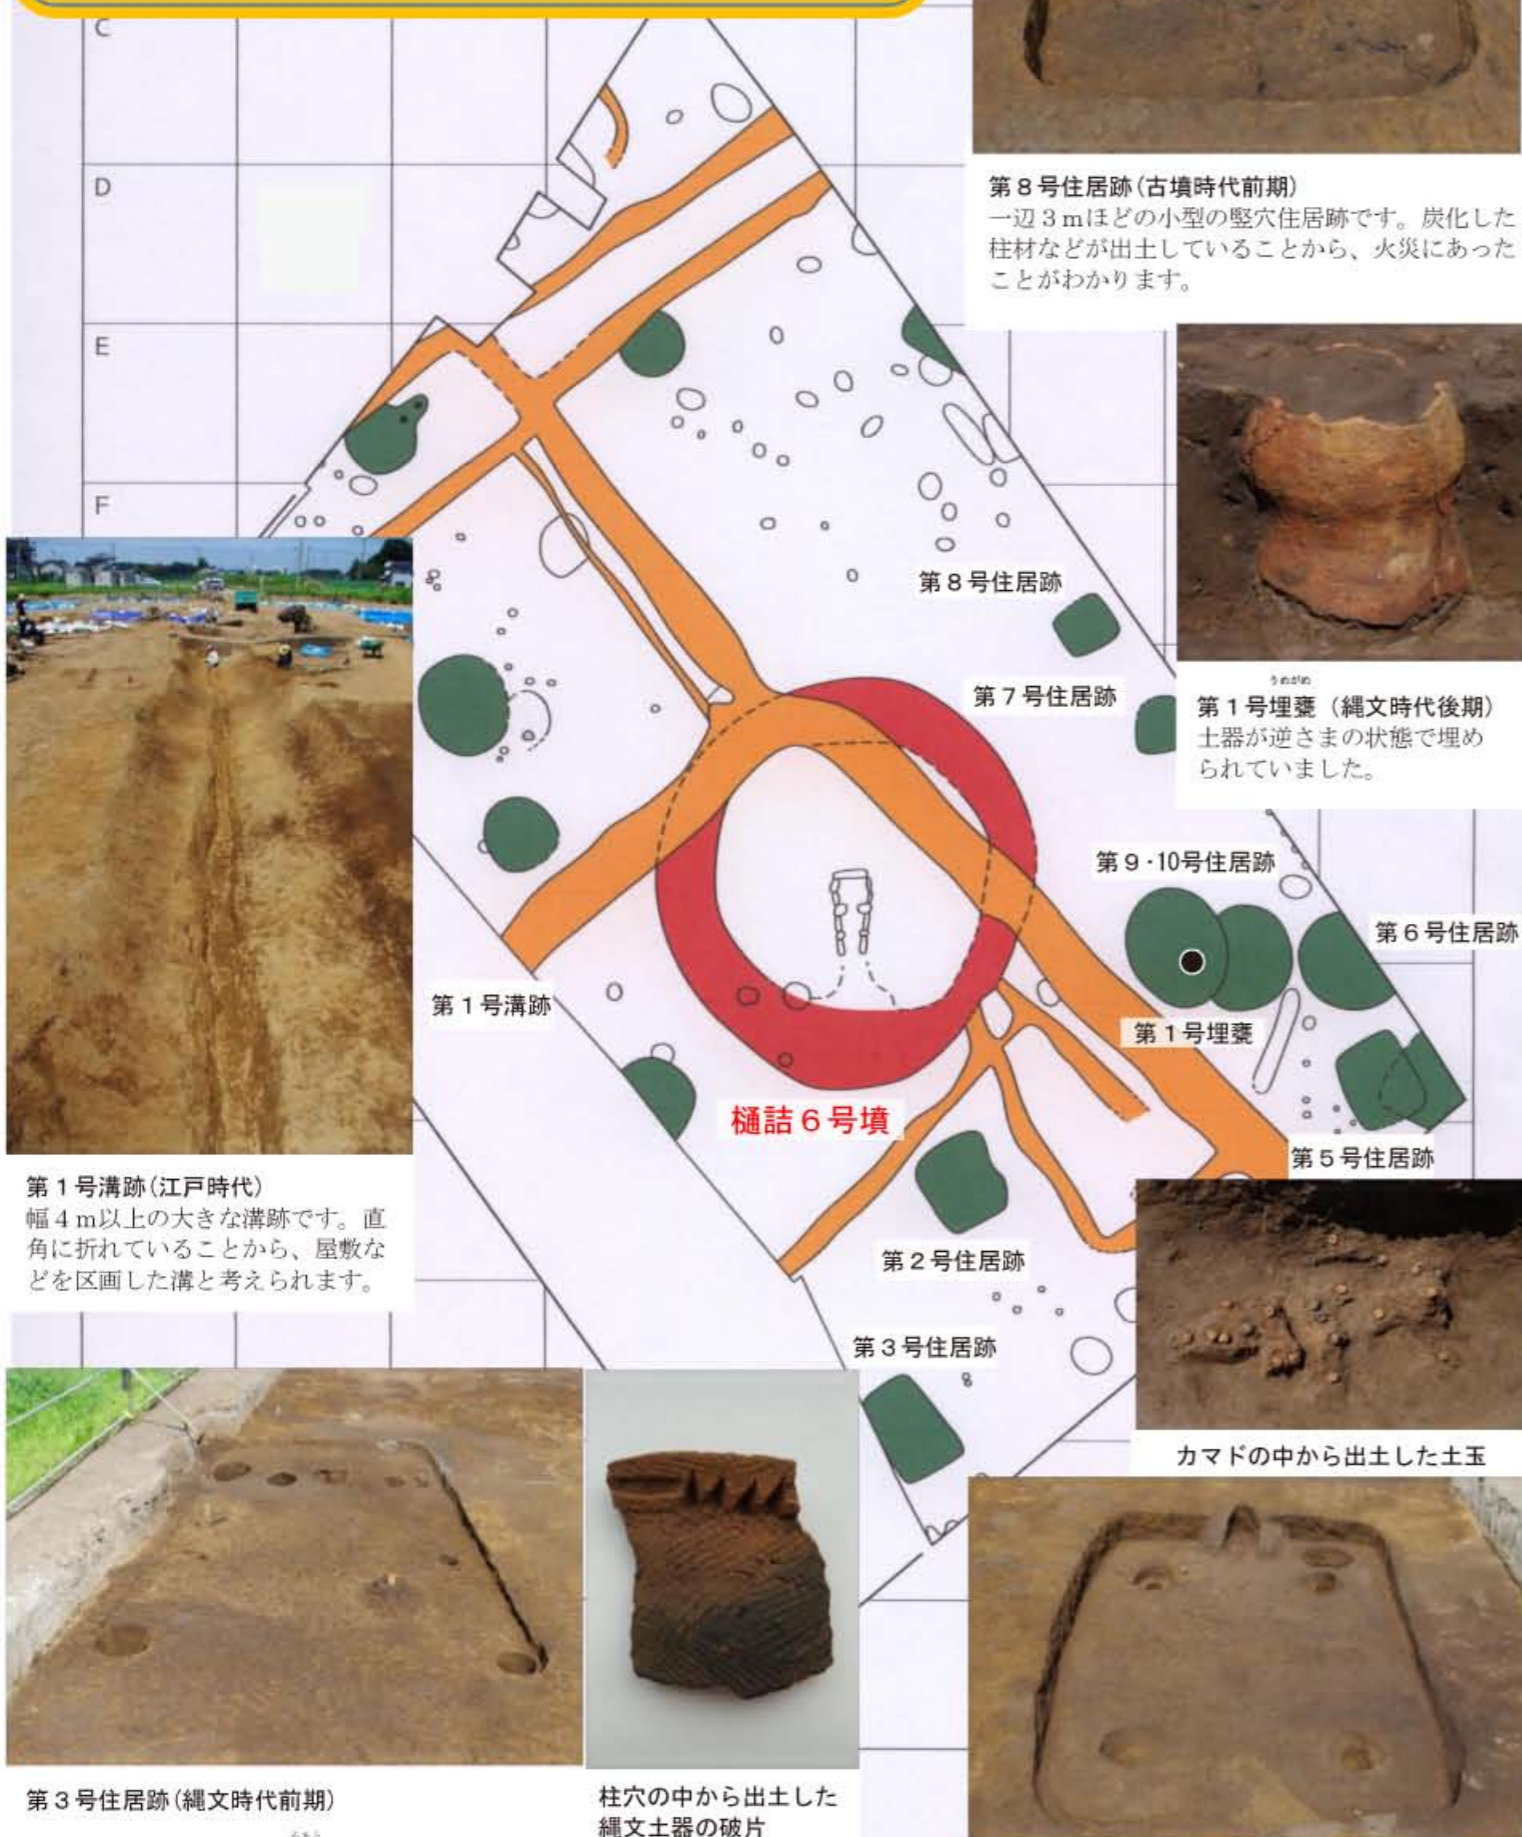 C
D
E
F
第８号住居跡(古墳時代前期)
一辺３mほどの小型の竪穴住居跡です。炭化した
柱材などが出土していることから、火災にあった
ことがわかります。
第８号住居跡
第７号住居跡
うめがめ
第１号埋甕（縄文時代後期）
土器が逆さまの状態で埋め
られていました。
第９･10号住居跡
第６号住居跡
第１号溝跡
第１号埋甕
樋詰６号墳
第５号住居跡
第１号溝跡(江戸時代)
幅４m以上の大きな溝跡です。直
角に折れていることから、屋敷な
どを区画した溝と考えられます。
第２号住居跡
第３号住居跡
カマドの中から出土した土玉
第３号住居跡(縄文時代前期)
柱穴の中から出土した
縄文土器の破片